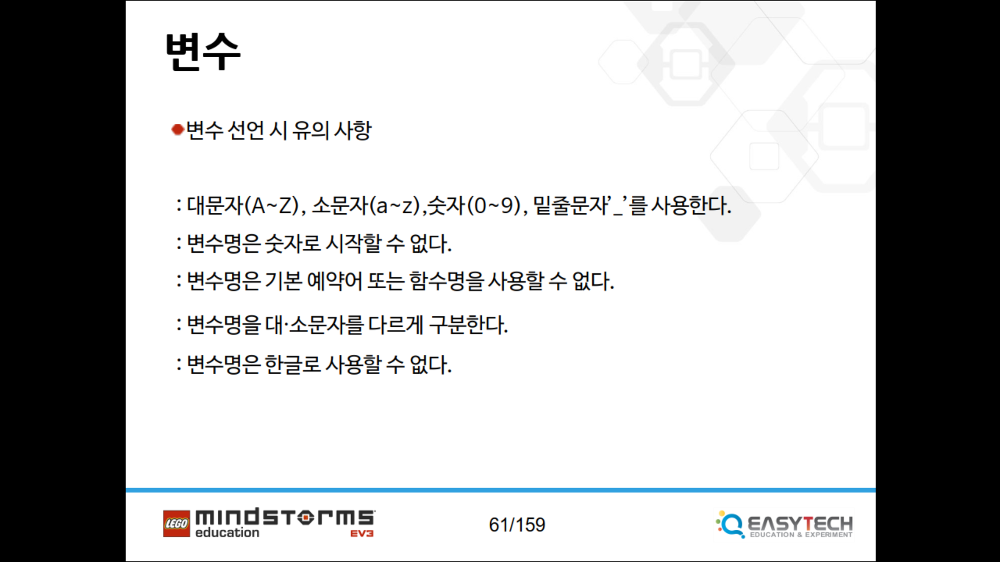 변수
변수 선언 시 유의 사항
: 대문자(A~Z), 소문자(a~z),숫자(0~9), 밑줄문자’_’를 사용한다.
: 변수명은 숫자로 시작할 수 없다.
: 변수명은 기본 예약어 또는 함수명을 사용할 수 없다.
: 변수명을 대·소문자를 다르게 구분한다.
: 변수명은 한글로 사용할 수 없다.
LEGO mindstorms
education EV3
61/159
EASYTECH
EDUCATION & EXPERIMENT